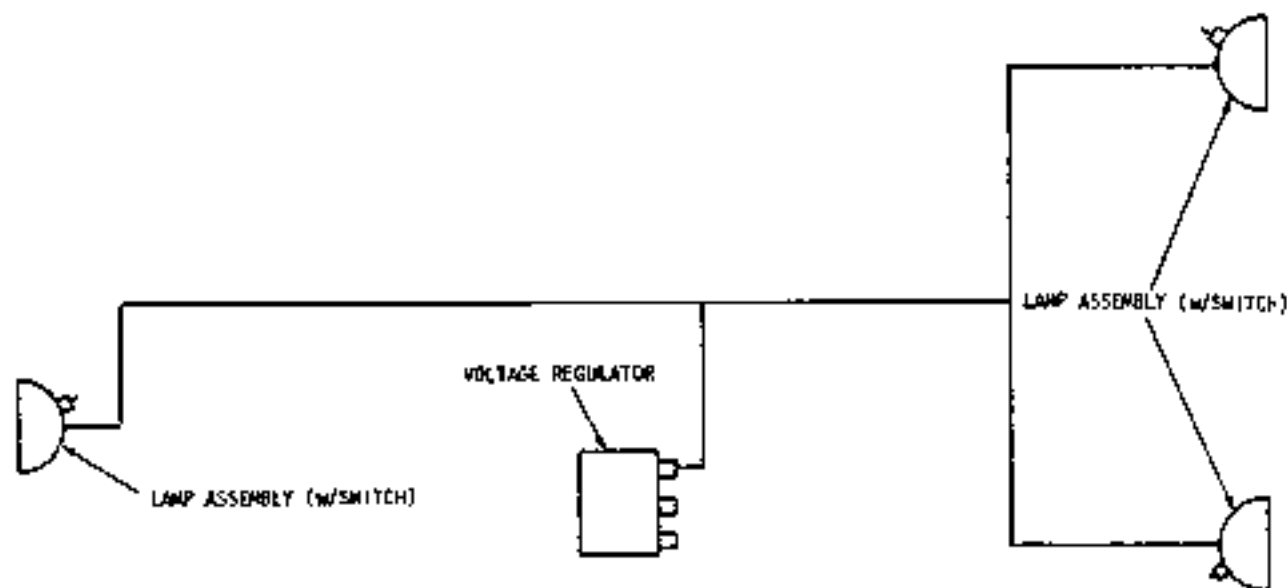 LAMP ASSEMBLY (W/SWITCH)
VOLTAGE REGULATOR
LAMP ASSEMBLY (W/SWITCH)